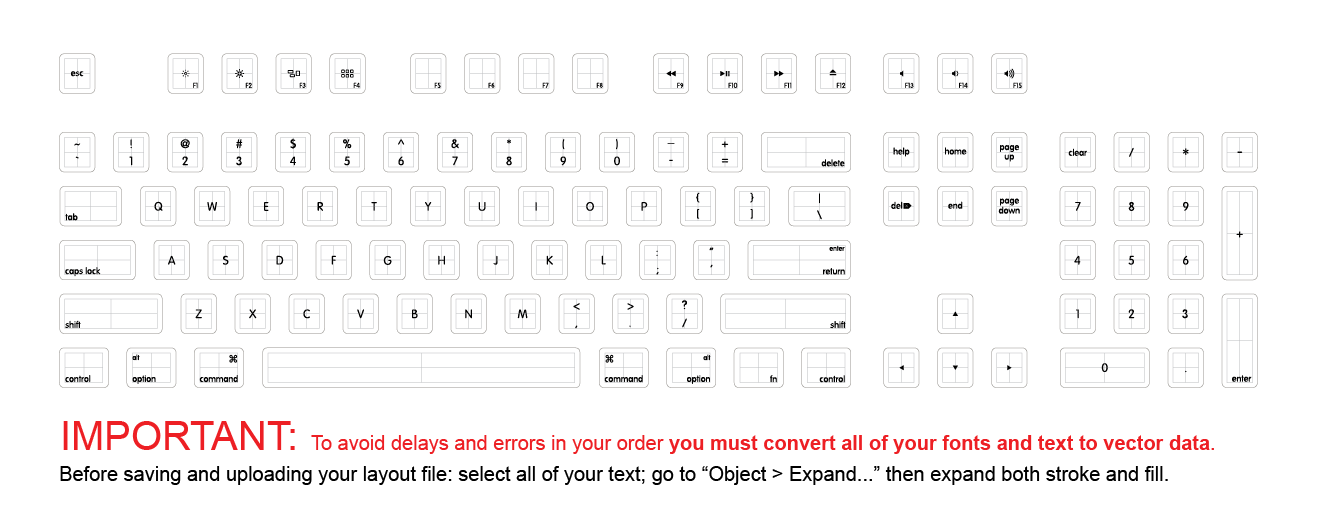 esc F1 F2 F3 F4 F5 F6 F7 F8 F9 F10 F11 F12 F13 F14 F15
~ ! @ # $ % ^ & * ( ) — +
` 1 2 3 4 5 6 7 8 9 0 - = delete help home page up clear / * -
tab Q W E R T Y U I O P { } |
[ ] \ del end page down 7 8 9 +
caps lock A S D F G H J K L : " enter
; ' return 4 5 6
shift Z X C V B N M < > ?
, . / shift 1 2 3
control alt option ⌘ command ⌘ command alt option fn control 0 . enter
IMPORTANT: To avoid delays and errors in your order you must convert all of your fonts and text to vector data.
Before saving and uploading your layout file: select all of your text; go to “Object > Expand...” then expand both stroke and fill.